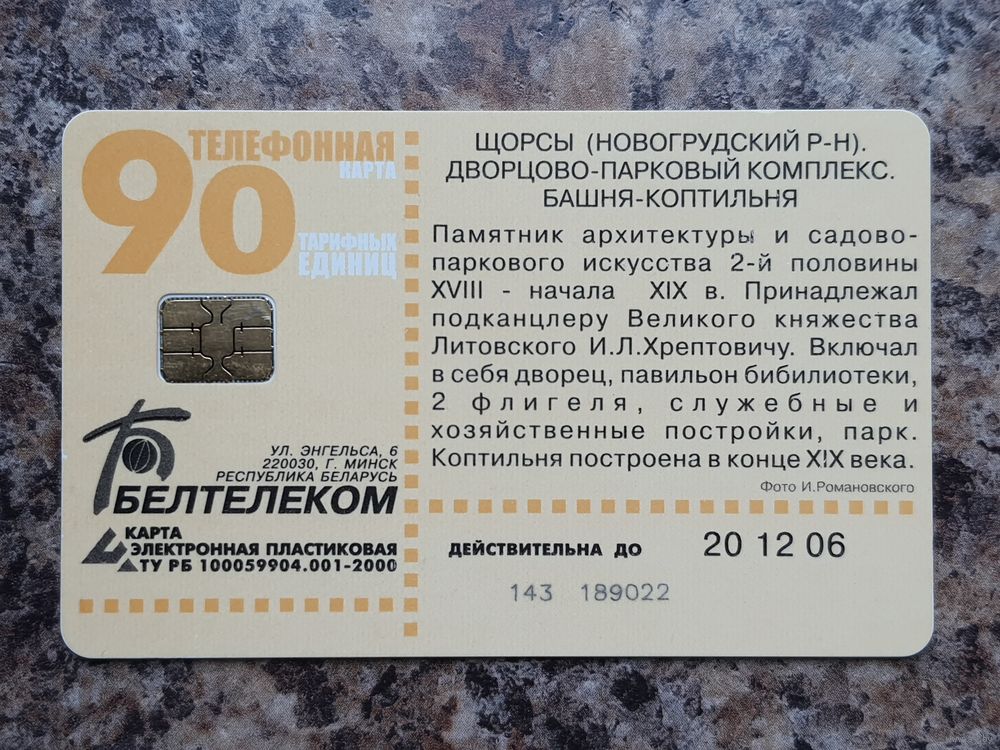 90
ТЕЛЕФОННАЯ
КАРТА
ТАРИФНЫХ
ЕДИНИЦ
УЛ. ЭНГЕЛЬСА, 6
220030, Г. МИНСК
РЕСПУБЛИКА БЕЛАРУСЬ
БЕЛТЕЛЕКОМ
КАРТА
ЭЛЕКТРОННАЯ ПЛАСТИКОВАЯ
ТУ РБ 100059904.001-2000
ЩОРСЫ (НОВОГРУДСКИЙ Р-Н).
ДВОРЦОВО-ПАРКОВЫЙ КОМПЛЕКС.
БАШНЯ-КОПТИЛЬНЯ
Памятник архитектуры и садово-
паркового искусства 2-й половины
XVIII - начала XIX в. Принадлежал
подканцлеру Великого княжества
Литовского И.Л.Хрептовичу. Включал
в себя дворец, павильон бибилиотеки,
2 флигеля, служебные и
хозяйственные постройки, парк.
Коптильня построена в конце XIX века.
Фото И.Романовского
ДЕЙСТВИТЕЛЬНА ДО 20 12 06
143 189022